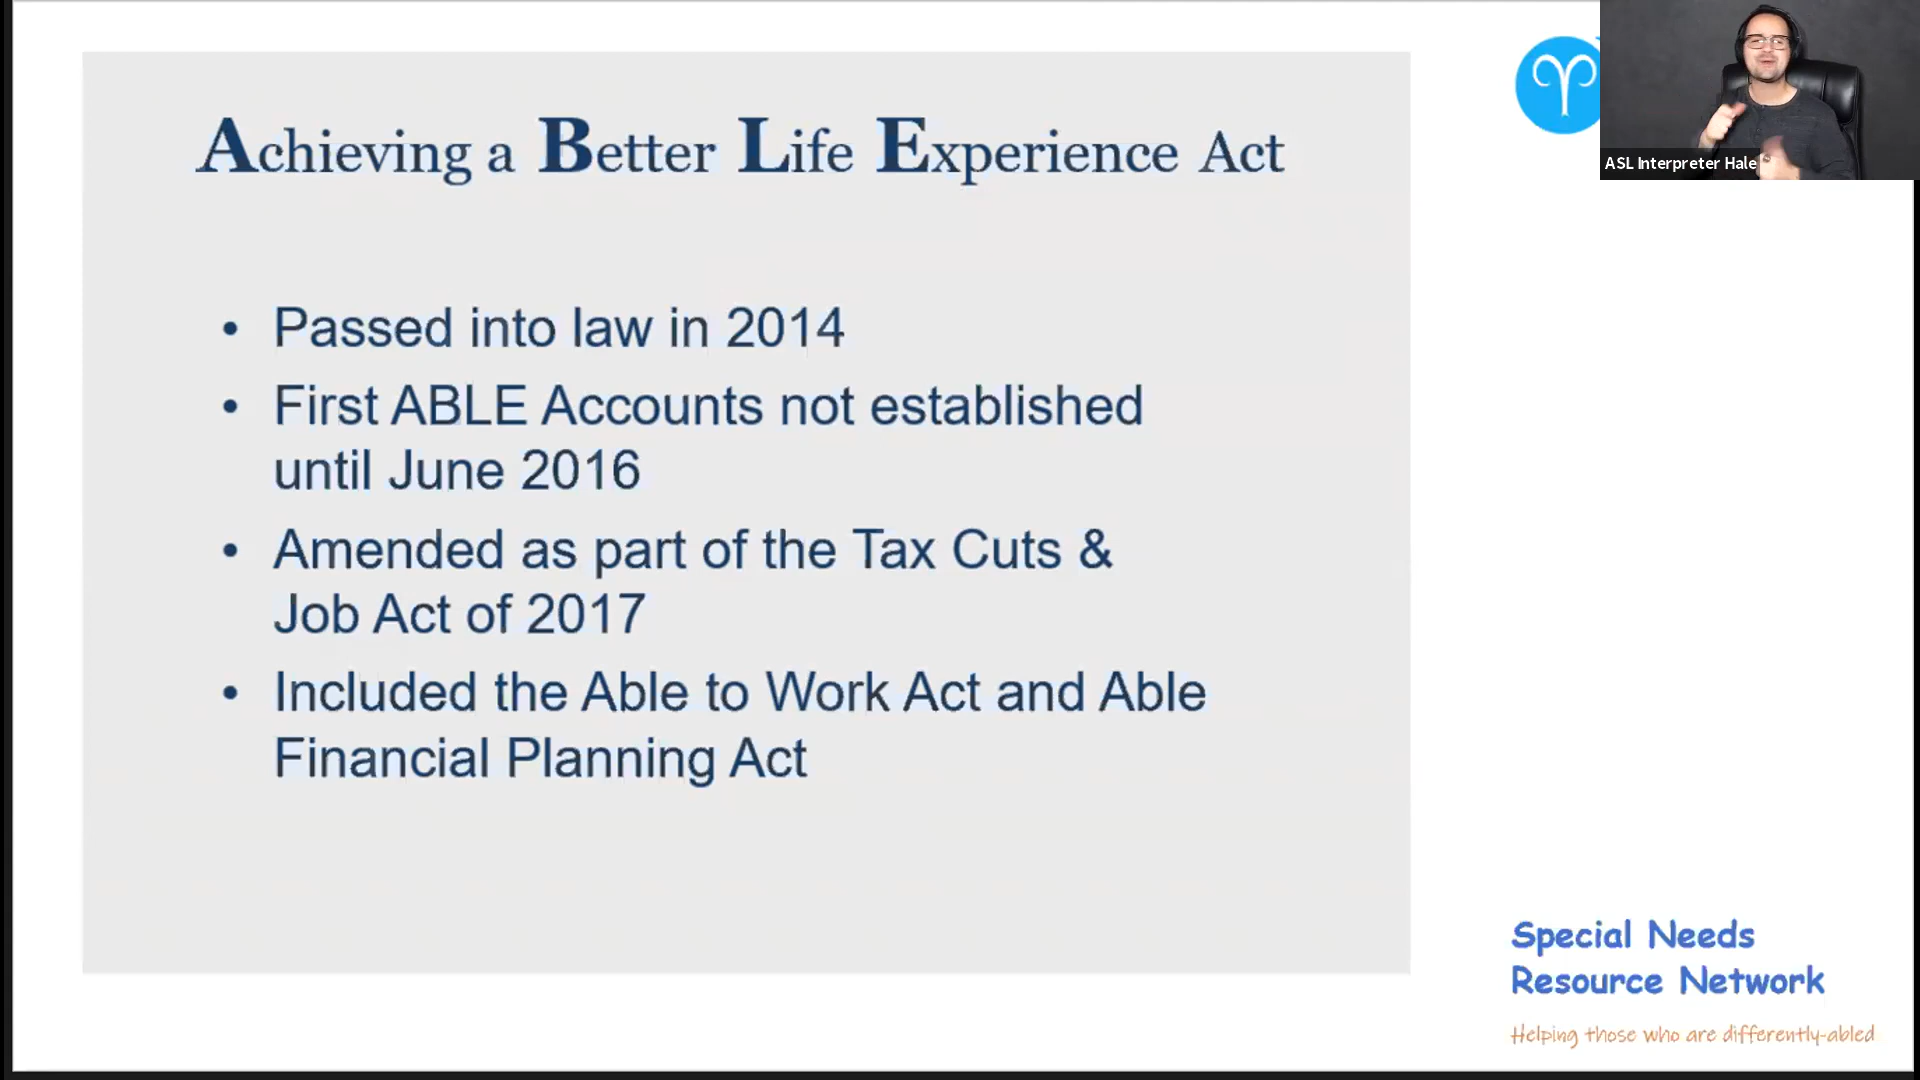 Achieving a Better Life Experience Act
• Passed into law in 2014
• First ABLE Accounts not established
until June 2016
• Amended as part of the Tax Cuts &
Job Act of 2017
• Included the Able to Work Act and Able
Financial Planning Act
ASL Interpreter Hale
Special Needs
Resource Network
Helping those who are differently-abled